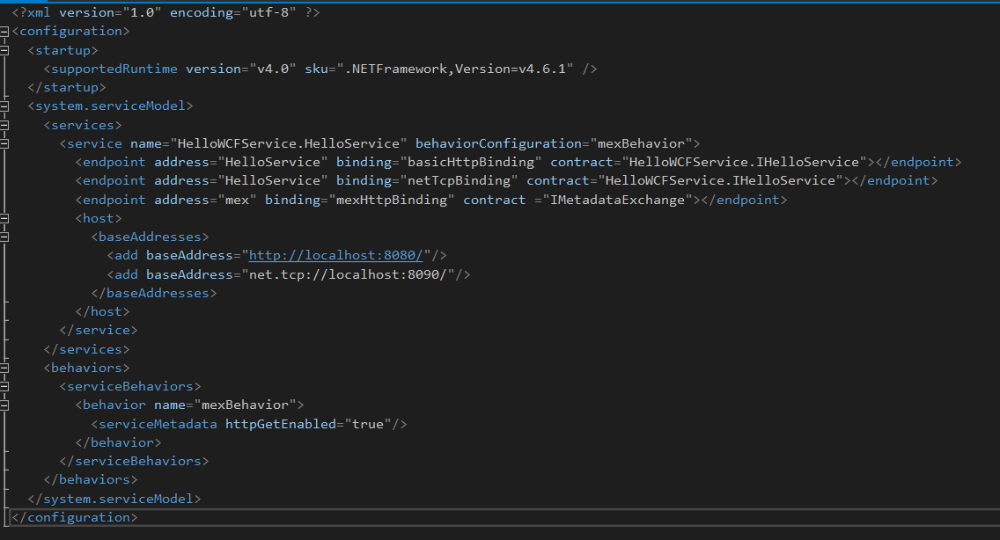 <?xml version="1.0" encoding="utf-8" ?>
<configuration>
  <startup>
    <supportedRuntime version="v4.0" sku=".NETFramework,Version=v4.6.1" />
  </startup>
  <system.serviceModel>
    <services>
      <service name="HelloWCFService.HelloService" behaviorConfiguration="mexBehavior">
        <endpoint address="HelloService" binding="basicHttpBinding" contract="HelloWCFService.IHelloService"></endpoint>
        <endpoint address="HelloService" binding="netTcpBinding" contract="HelloWCFService.IHelloService"></endpoint>
        <endpoint address="mex" binding="mexHttpBinding" contract ="IMetadataExchange"></endpoint>
        <host>
          <baseAddresses>
            <add baseAddress="http://localhost:8080/"/>
            <add baseAddress="net.tcp://localhost:8090/"/>
          </baseAddresses>
        </host>
      </service>
    </services>
    <behaviors>
      <serviceBehaviors>
        <behavior name="mexBehavior">
          <serviceMetadata httpGetEnabled="true"/>
        </behavior>
      </serviceBehaviors>
    </behaviors>
  </system.serviceModel>
</configuration>